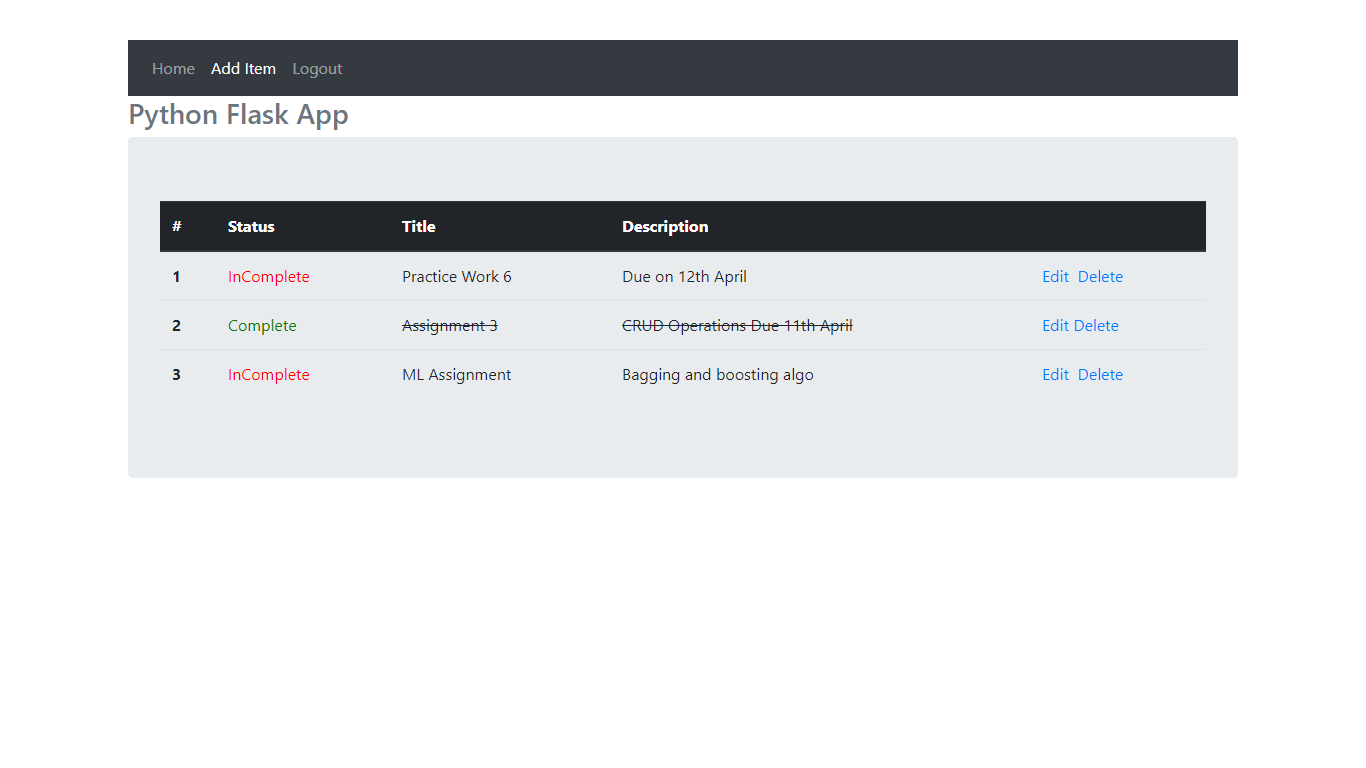 Home Add Item Logout
Python Flask App
# Status Title Description
1 InComplete Practice Work 6 Due on 12th April Edit Delete
2 Complete Assignment 3 CRUD Operations Due 11th April Edit Delete
3 InComplete ML Assignment Bagging and boosting algo Edit Delete